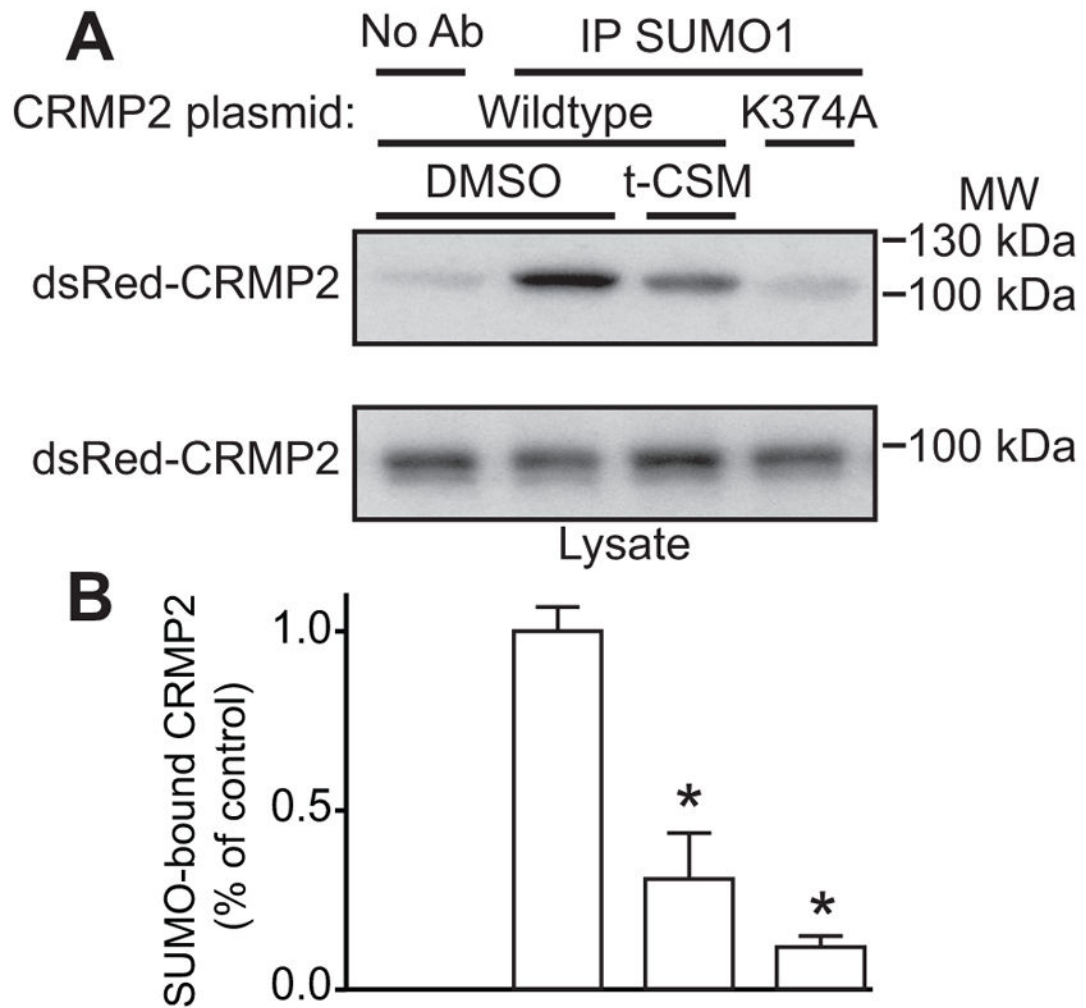 A
No Ab
IP SUMO1
CRMP2 plasmid:
Wildtype
K374A
DMSO
t-CSM
MW
dsRed-CRMP2
–130 kDa
–100 kDa
dsRed-CRMP2
–100 kDa
Lysate
B
SUMO-bound CRMP2
(% of control)
1.0
0.5
0.0
*
*